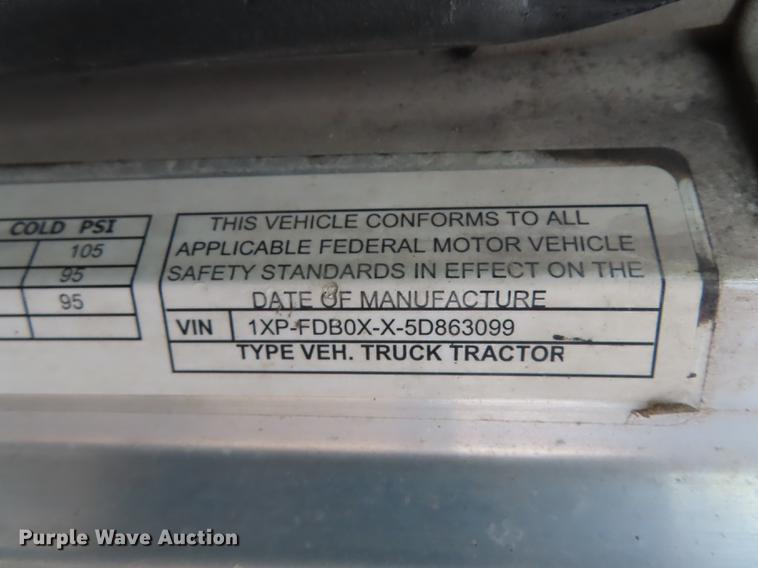 COLD PSI
105
95
95
THIS VEHICLE CONFORMS TO ALL
APPLICABLE FEDERAL MOTOR VEHICLE
SAFETY STANDARDS IN EFFECT ON THE
DATE OF MANUFACTURE
VIN 1XP-FDB0X-X-5D863099
TYPE VEH. TRUCK TRACTOR
Purple Wave Auction